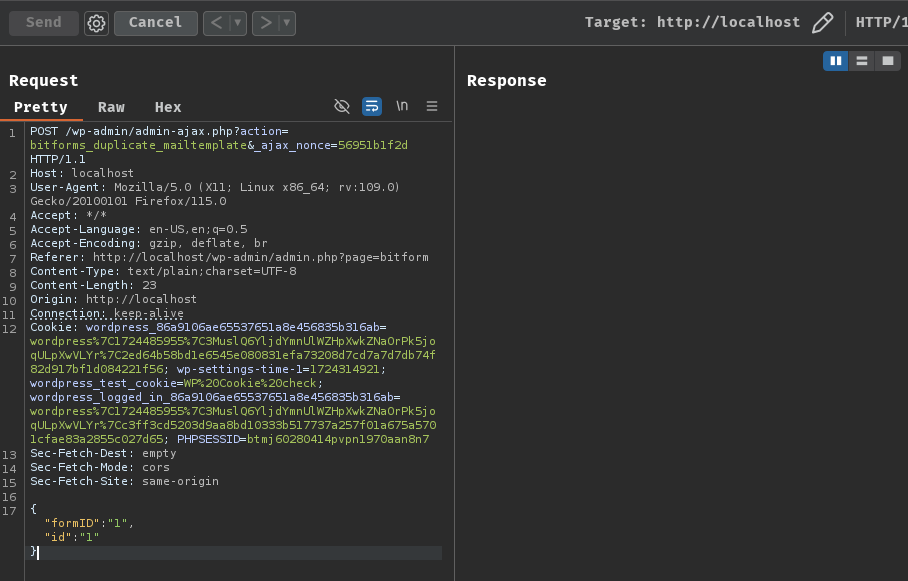 Send Cancel < ▼ > ▼ Target: http://localhost HTTP/1
Request
Response
Pretty Raw Hex \n
1 POST /wp-admin/admin-ajax.php?action=
bitforms_duplicate_mailtemplate&_ajax_nonce=56951b1f2d
HTTP/1.1
2 Host: localhost
3 User-Agent: Mozilla/5.0 (X11; Linux x86_64; rv:109.0)
Gecko/20100101 Firefox/115.0
4 Accept: */*
5 Accept-Language: en-US,en;q=0.5
6 Accept-Encoding: gzip, deflate, br
7 Referer: http://localhost/wp-admin/admin.php?page=bitform
8 Content-Type: text/plain;charset=UTF-8
9 Content-Length: 23
10 Origin: http://localhost
11 Connection: keep-alive
12 Cookie: wordpress_86a9106ae65537651a8e456835b316ab=
wordpress%7C1724485955%7C3MuslQ6YljdYmnUlWZHpXwkZNaOrPk5jo
qULpXwVLYr%7C2ed64b58bd1e6545e080831efa73208d7cd7a7d7db74f
82d917bf1d084221f56; wp-settings-time-1=1724314921;
wordpress_test_cookie=WP%20Cookie%20check;
wordpress_logged_in_86a9106ae65537651a8e456835b316ab=
wordpress%7C1724485955%7C3MuslQ6YljdYmnUlWZHpXwkZNaOrPk5jo
qULpXwVLYr%7Cc3ff3cd5203d9aa8bd10333b517737a257f01a675a570
1cfae83a2855c027d65; PHPSESSID=btmj60280414pvpn1970aan8n7
13 Sec-Fetch-Dest: empty
14 Sec-Fetch-Mode: cors
15 Sec-Fetch-Site: same-origin
16
17 {
"formID":"1",
"id":"1"
}